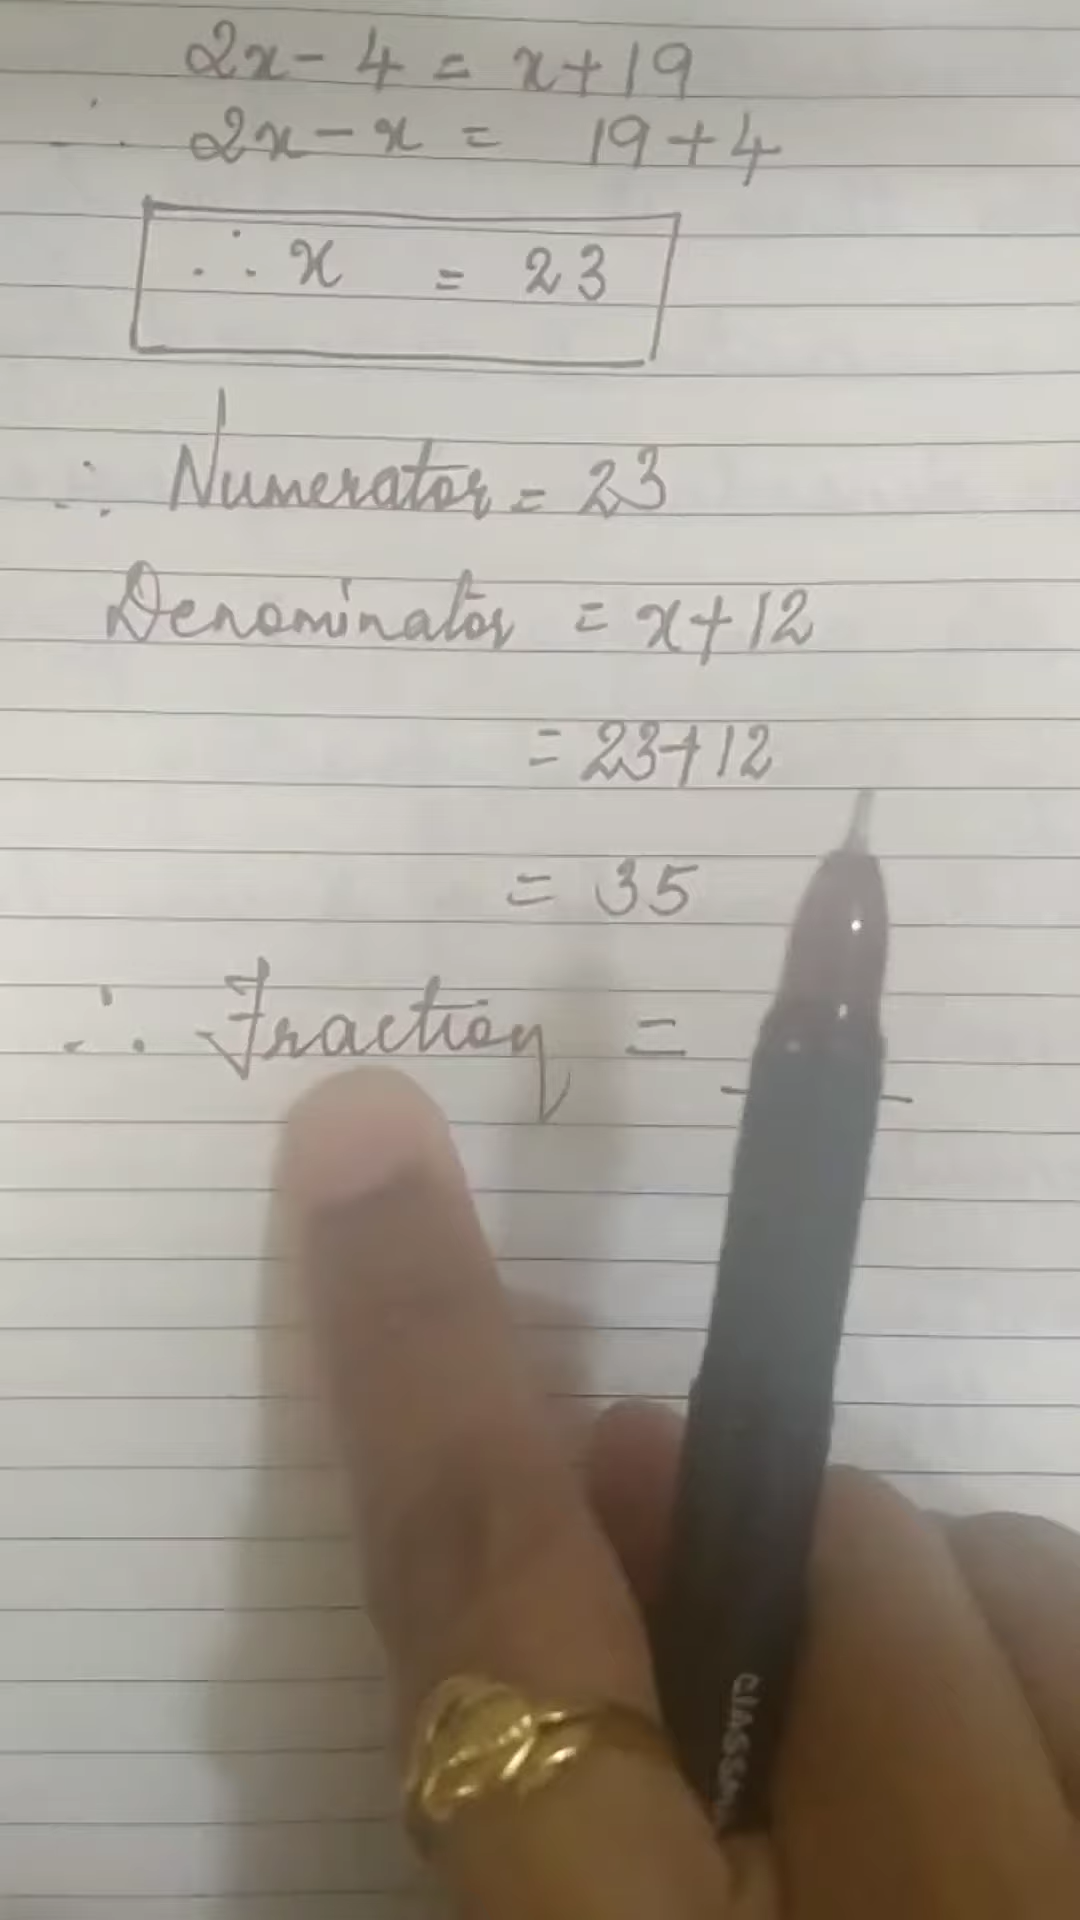 2x - 4 = x + 19
∴ 2x - x = 19 + 4
∴ x = 23
∴ Numerator = 23
Denominator = x + 12
= 23 + 12
= 35
∴ Fraction =